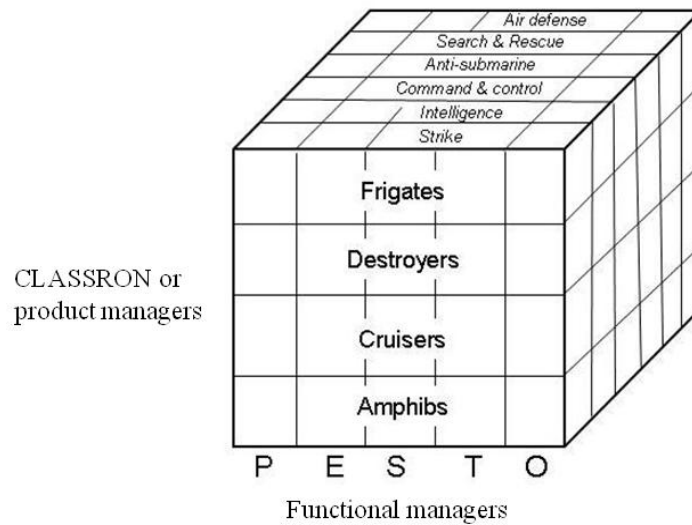 Air defense
Search & Rescue
Anti-submarine
Command & control
Intelligence
Strike
Frigates
Destroyers
CLASSRON or
product managers
Cruisers
Amphibs
P E S T O
Functional managers